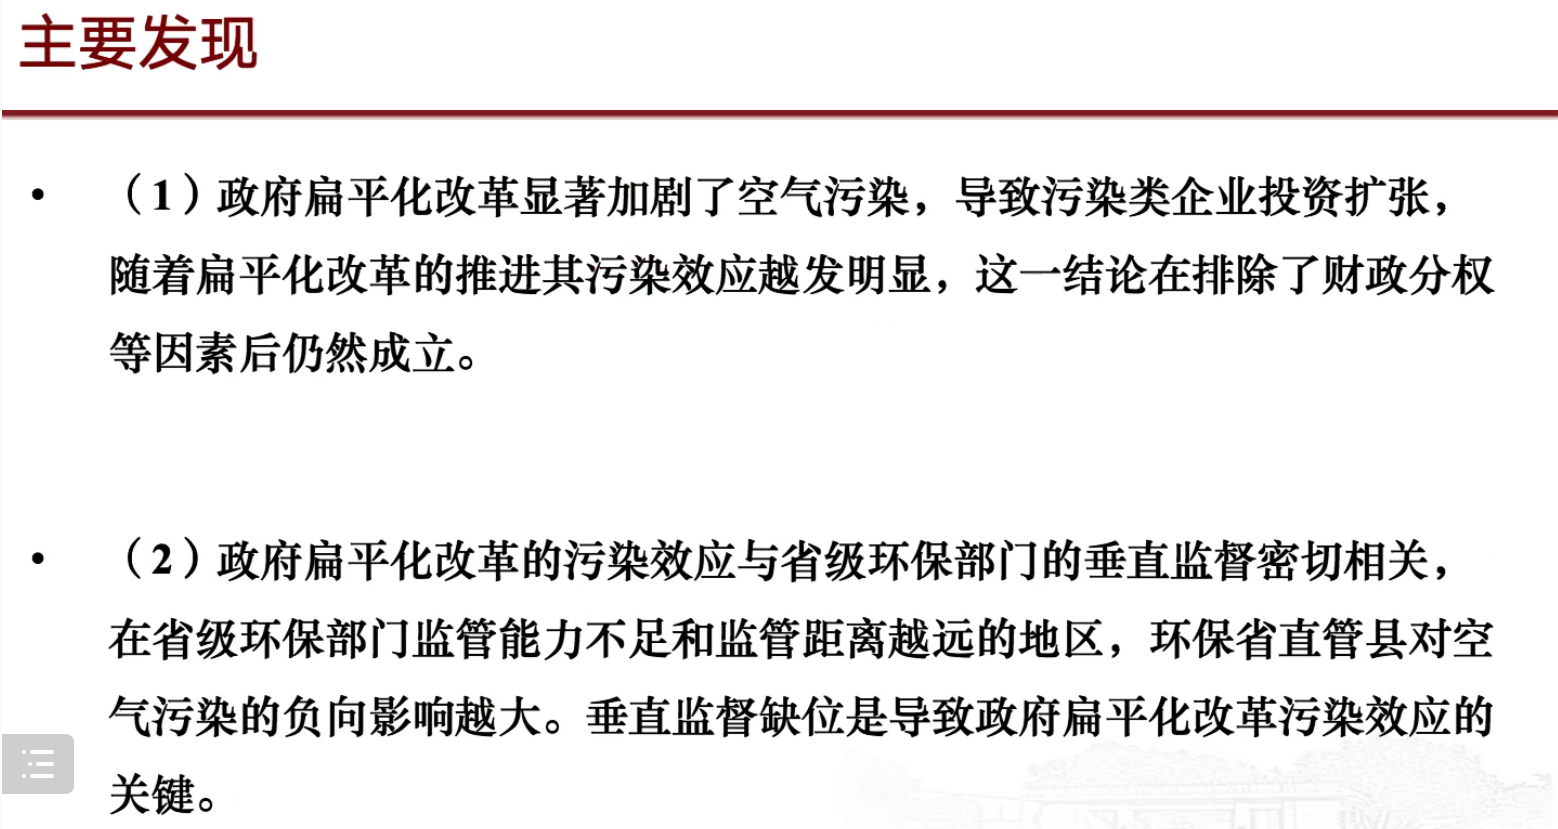 主要发现
• （1）政府扁平化改革显著加剧了空气污染，导致污染类企业投资扩张，
随着扁平化改革的推进其污染效应越发明显，这一结论在排除了财政分权
等因素后仍然成立。
• （2）政府扁平化改革的污染效应与省级环保部门的垂直监督密切相关，
在省级环保部门监管能力不足和监管距离越远的地区，环保省直管县对空
气污染的负向影响越大。垂直监督缺位是导致政府扁平化改革污染效应的
关键。